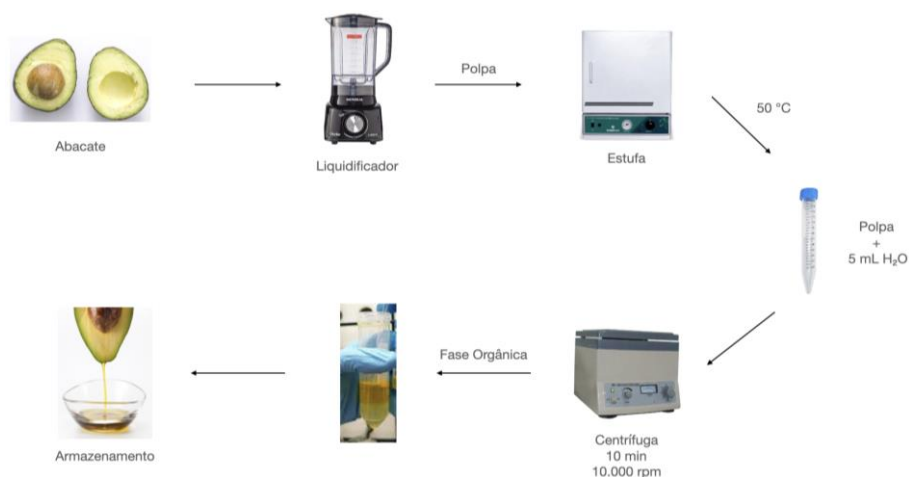 Abacate
Liquidificador
Polpa
Estufa
50 °C
Polpa
+
5 mL H₂O
Centrífuga
10 min
10.000 rpm
Fase Orgânica
Armazenamento